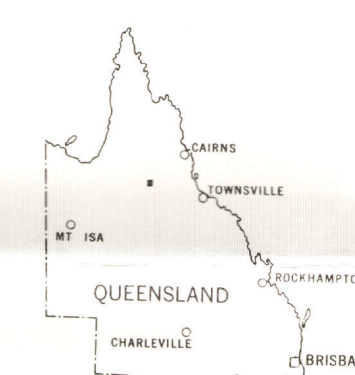 CAIRNS
TOWNSVILLE
MT ISA
ROCKHAMPTO
QUEENSLAND
CHARLEVILLE
BRISBA